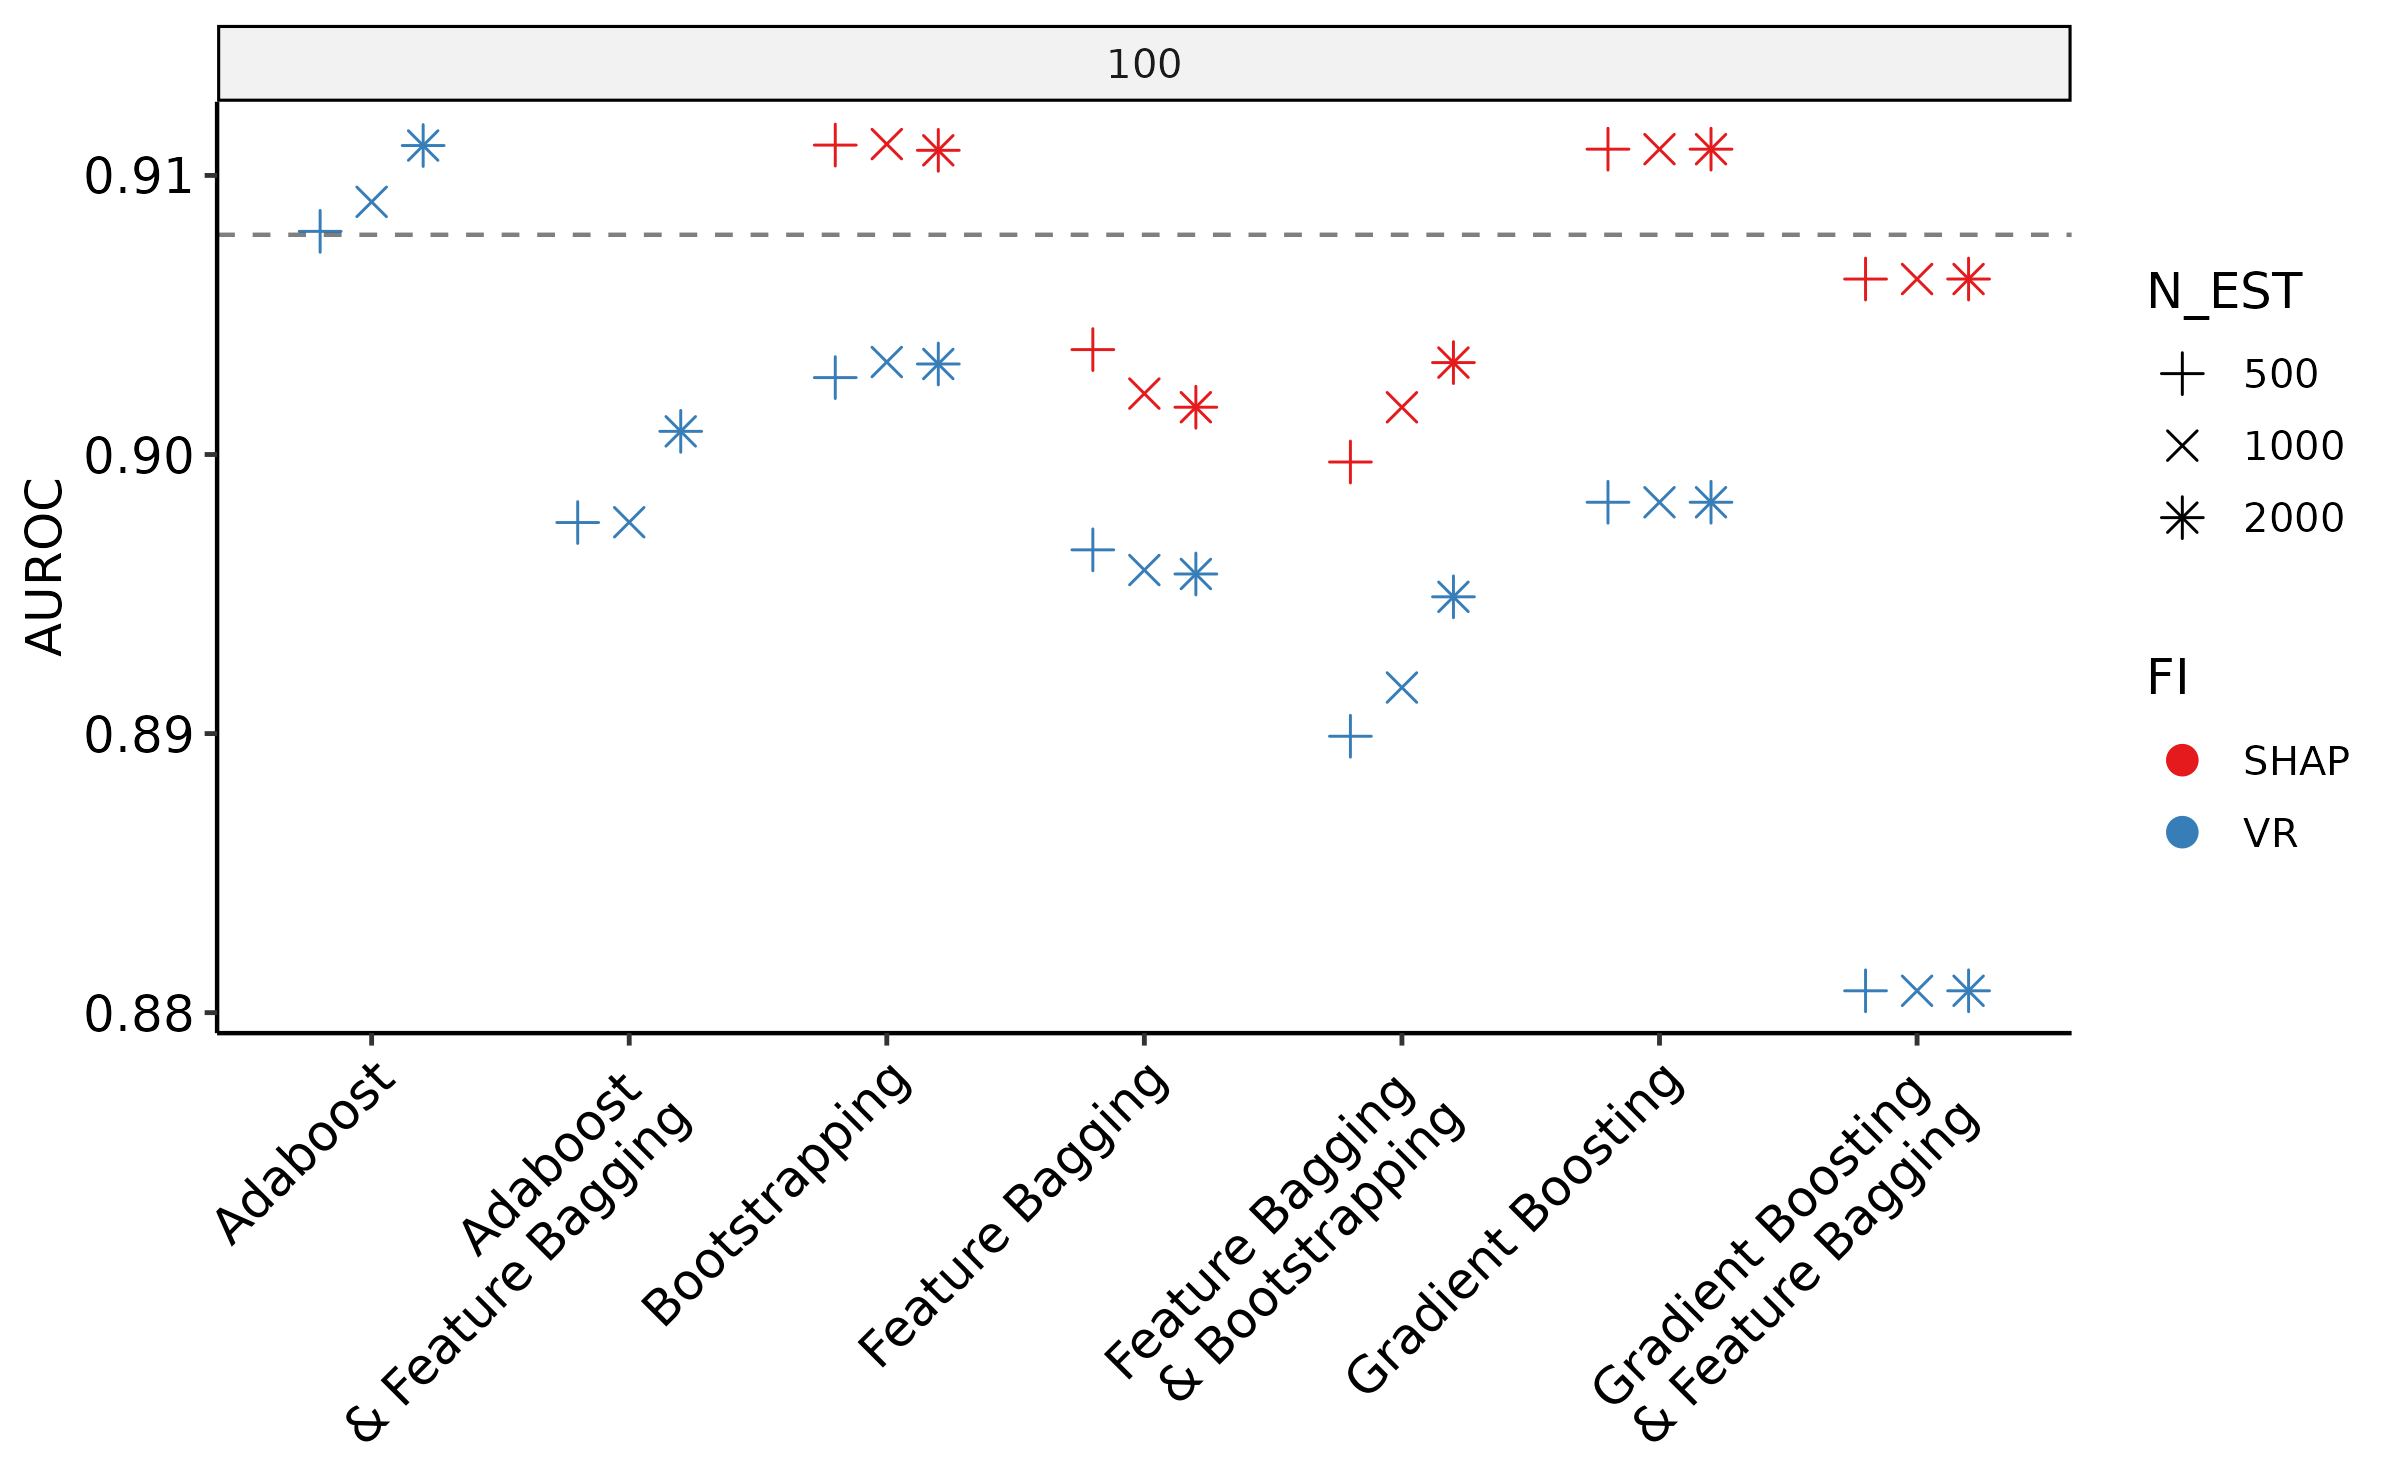 100
AUROC
0.91
0.90
0.89
0.88
Adaboost
Adaboost
& Feature Bagging
Bootstrapping
Feature Bagging
Feature Bagging
& Bootstrapping
Gradient Boosting
Gradient Boosting
& Feature Bagging
N_EST
500
1000
2000
FI
SHAP
VR